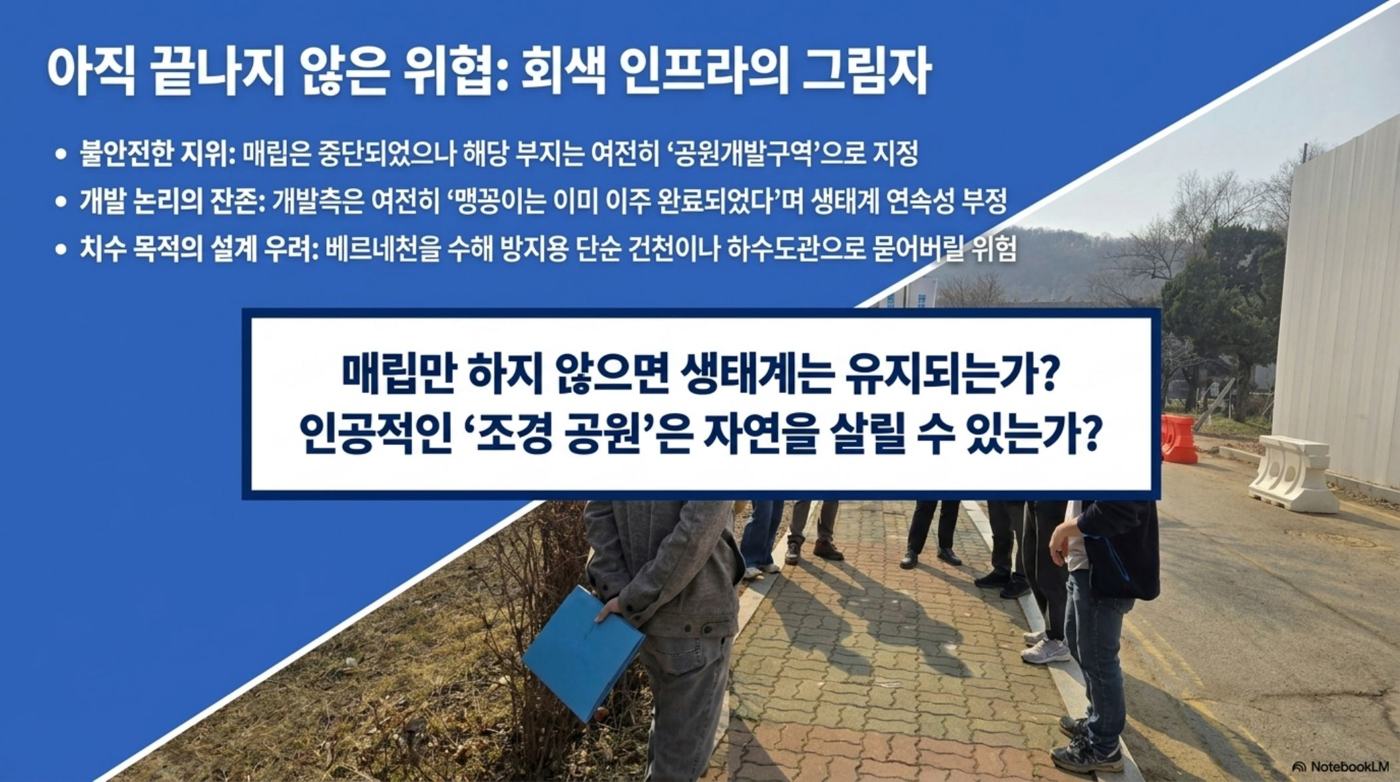 아직 끝나지 않은 위협: 회색 인프라의 그림자
• 불안전한 지위: 매립은 중단되었으나 해당 부지는 여전히 ‘공원개발구역’으로 지정
• 개발 논리의 잔존: 개발측은 여전히 ‘맹꽁이는 이미 이주 완료되었다’며 생태계 연속성 부정
• 치수 목적의 설계 우려: 베르네천을 수해 방지용 단순 건천이나 하수도관으로 묻어버릴 위험
매립만 하지 않으면 생태계는 유지되는가?
인공적인 ‘조경 공원’은 자연을 살릴 수 있는가?
NotebookLM